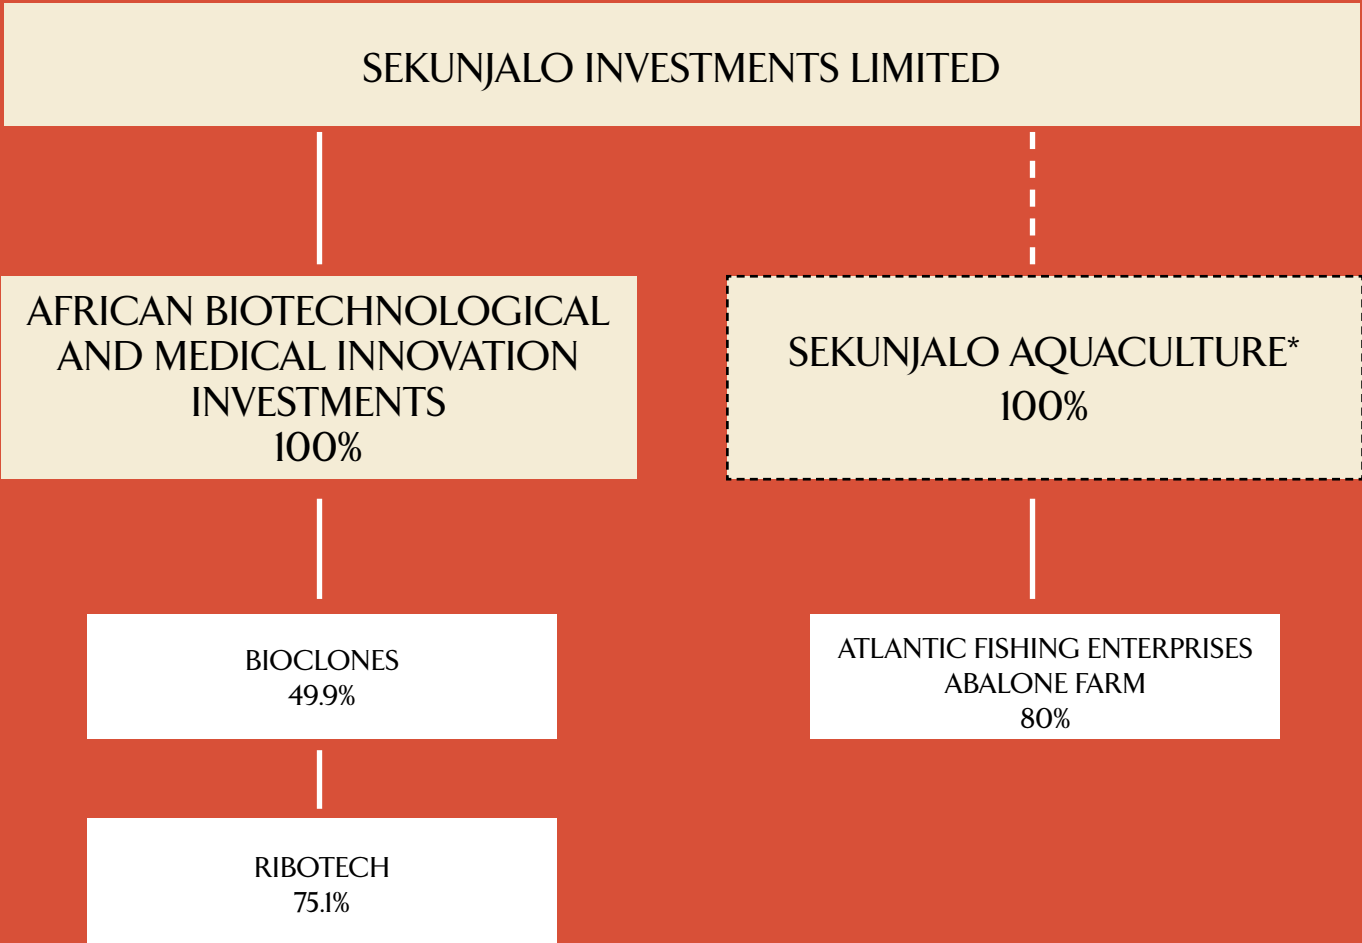 SEKUNJALO INVESTMENTS LIMITED
AFRICAN BIOTECHNOLOGICAL
AND MEDICAL INNOVATION
INVESTMENTS
100%
SEKUNJALO AQUACULTURE*
100%
BIOCLONES
49.9%
ATLANTIC FISHING ENTERPRISES
ABALONE FARM
80%
RIBOTECH
75.1%